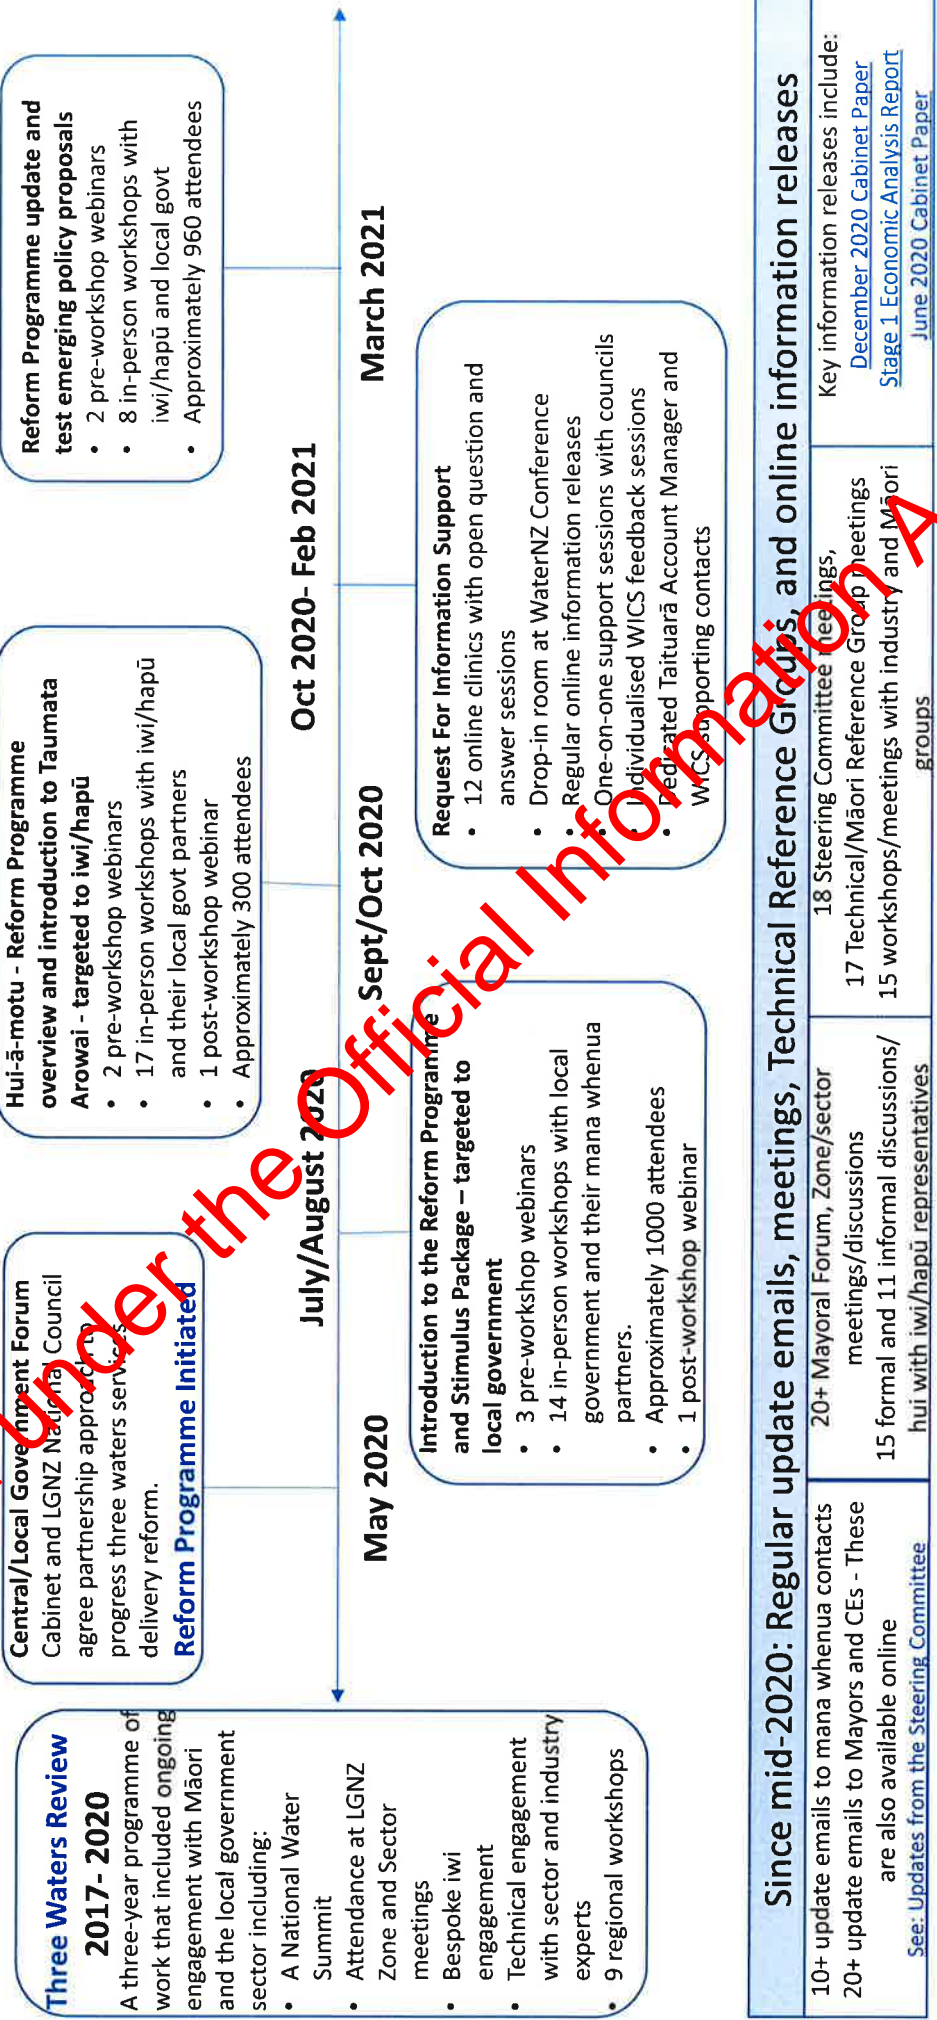 Three Waters Review
2017- 2020
A three-year programme of
work that included ongoing
engagement with Māori
and the local government
sector including:
• A National Water
Summit
• Attendance at LGNZ
Zone and Sector
meetings
• Bespoke iwi
engagement
• Technical engagement
with sector and industry
experts
• 9 regional workshops
Central/Local Government Forum
Cabinet and LGNZ National Council
agree partnership approach to
progress three waters services
delivery reform.
Reform Programme Initiated
May 2020
July/August 2020
Introduction to the Reform Programme
and Stimulus Package – targeted to
local government
• 3 pre-workshop webinars
• 14 in-person workshops with local
government and their mana whenua
partners.
• Approximately 1000 attendees
• 1 post-workshop webinar
Hui-ā-motu - Reform Programme
overview and introduction to Taumata
Arowai - targeted to iwi/hapū
• 2 pre-workshop webinars
• 17 in-person workshops with iwi/hapū
and their local govt partners
• 1 post-workshop webinar
• Approximately 300 attendees
Sept/Oct 2020
Oct 2020- Feb 2021
Request For Information Support
• 12 online clinics with open question and
answer sessions
• Drop-in room at WaterNZ Conference
• Regular online information releases
• One-on-one support sessions with councils
• Individualised WICS feedback sessions
• Dedicated Taituarā Account Manager and
WICS supporting contacts
Reform Programme update and
test emerging policy proposals
• 2 pre-workshop webinars
• 8 in-person workshops with
iwi/hapū and local govt
• Approximately 960 attendees
March 2021
Since mid-2020: Regular update emails, meetings, Technical Reference Groups, and online information releases
10+ update emails to mana whenua contacts
20+ update emails to Mayors and CEs - These
are also available online
See: Updates from the Steering Committee
20+ Mayoral Forum, Zone/sector
meetings/discussions
15 formal and 11 informal discussions/
hui with iwi/hapū representatives
18 Steering Committee meetings,
17 Technical/Māori Reference Group meetings
15 workshops/meetings with industry and Māori
groups
Key information releases include:
December 2020 Cabinet Paper
Stage 1 Economic Analysis Report
June 2020 Cabinet Paper
under the Official Information A